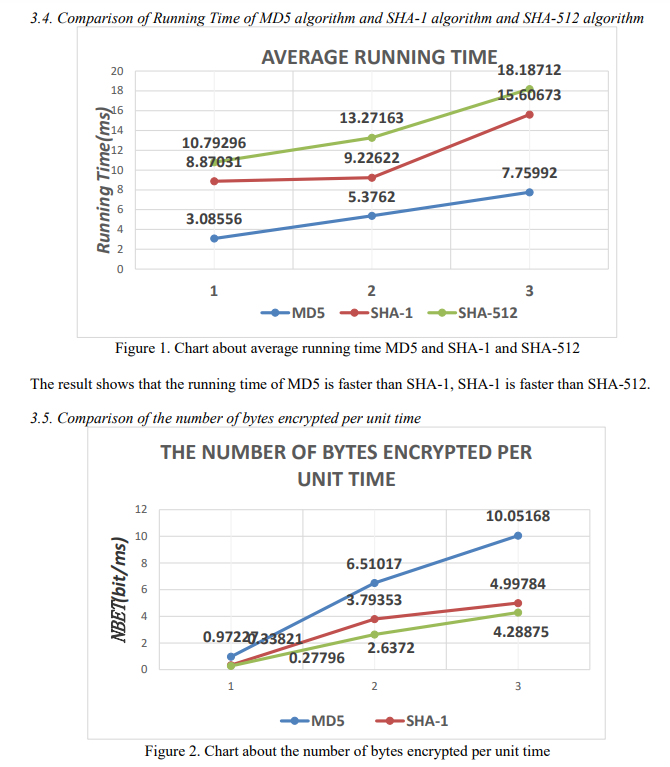 3.4. Comparison of Running Time of MD5 algorithm and SHA-1 algorithm and SHA-512 algorithm
AVERAGE RUNNING TIME
20
18
16
14
12
10
8
6
4
2
0
Running Time(ms)
18.18712
15.60673
13.27163
10.79296
8.87031
9.22622
7.75992
5.3762
3.08556
1
2
3
MD5
SHA-1
SHA-512
Figure 1. Chart about average running time MD5 and SHA-1 and SHA-512
The result shows that the running time of MD5 is faster than SHA-1, SHA-1 is faster than SHA-512.
3.5. Comparison of the number of bytes encrypted per unit time
THE NUMBER OF BYTES ENCRYPTED PER
UNIT TIME
12
10
8
6
4
2
0
NBET(bit/ms)
10.05168
6.51017
4.99784
3.79353
4.28875
0.33821
2.6372
0.27796
1
2
3
MD5
SHA-1
Figure 2. Chart about the number of bytes encrypted per unit time